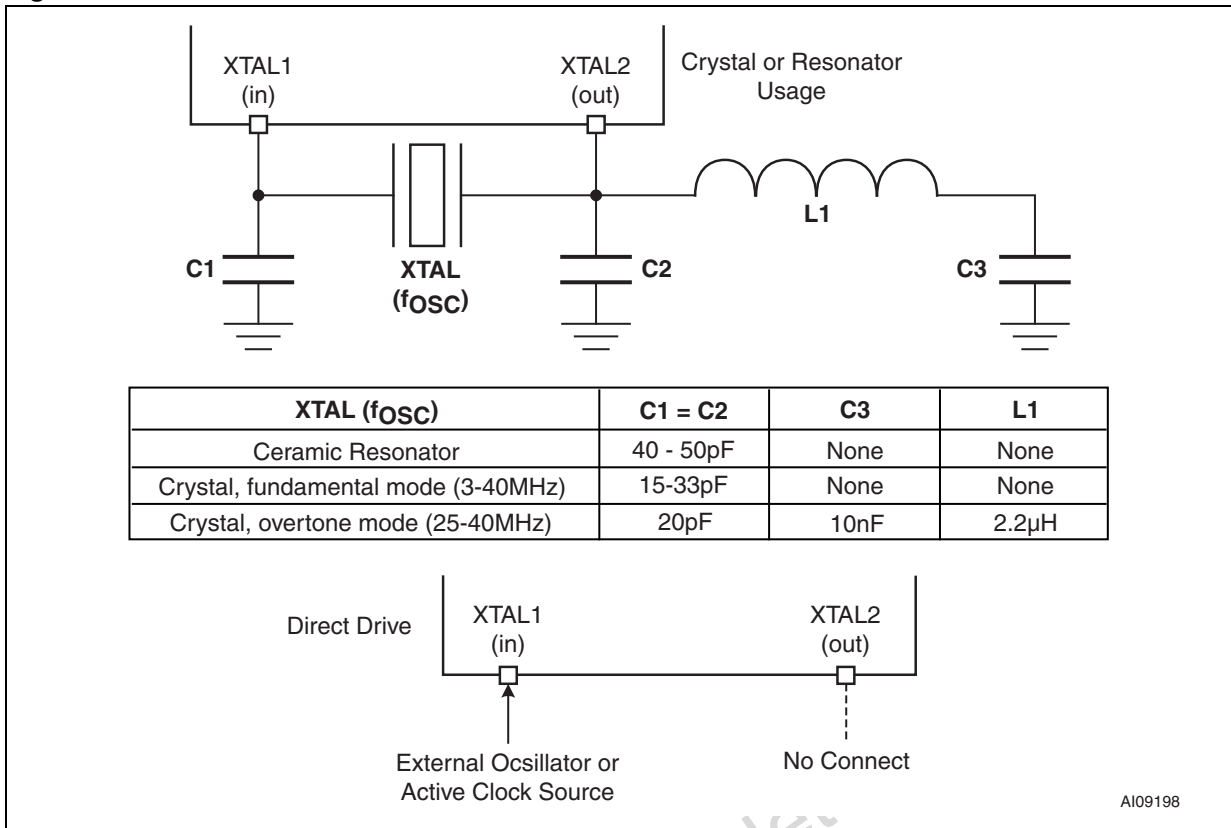 XTAL1
(in)
XTAL2
(out)
Crystal or Resonator
Usage
L1
C1
XTAL
(fOSC)
C2
C3
XTAL (fOSC) C1 = C2 C3 L1
Ceramic Resonator 40 - 50pF None None
Crystal, fundamental mode (3-40MHz) 15-33pF None None
Crystal, overtone mode (25-40MHz) 20pF 10nF 2.2µH
Direct Drive
XTAL1
(in)
XTAL2
(out)
External Ocsillator or
Active Clock Source
No Connect
AI09198